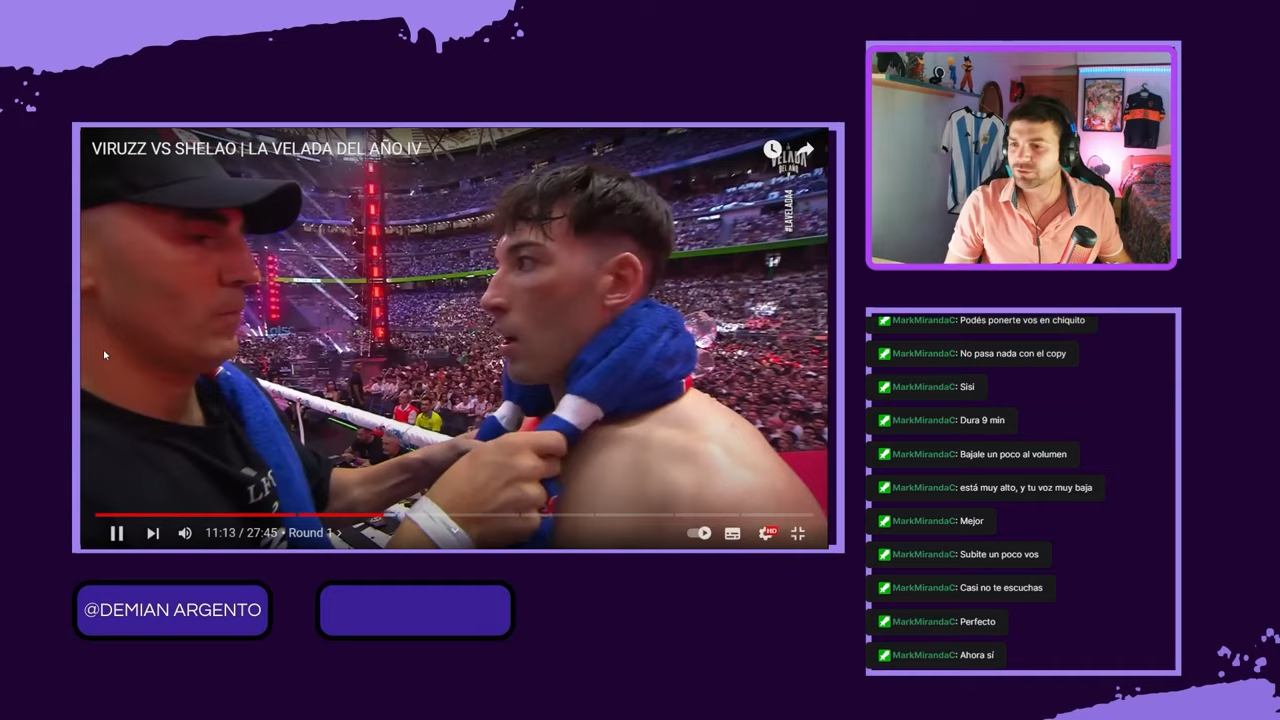 VIRUZZ VS SHELAO | LA VELADA DEL AÑO IV
VELADA
DEL AÑO
#LAVELADA4
11:13 / 27:45 • Round 1 ›
HD
@DEMIAN ARGENTO
MarkMirandaC: Podés ponerte vos en chiquito
MarkMirandaC: No pasa nada con el copy
MarkMirandaC: Sisi
MarkMirandaC: Dura 9 min
MarkMirandaC: Bajale un poco al volumen
MarkMirandaC: está muy alto, y tu voz muy baja
MarkMirandaC: Mejor
MarkMirandaC: Subite un poco vos
MarkMirandaC: Casi no te escuchas
MarkMirandaC: Perfecto
MarkMirandaC: Ahora sí